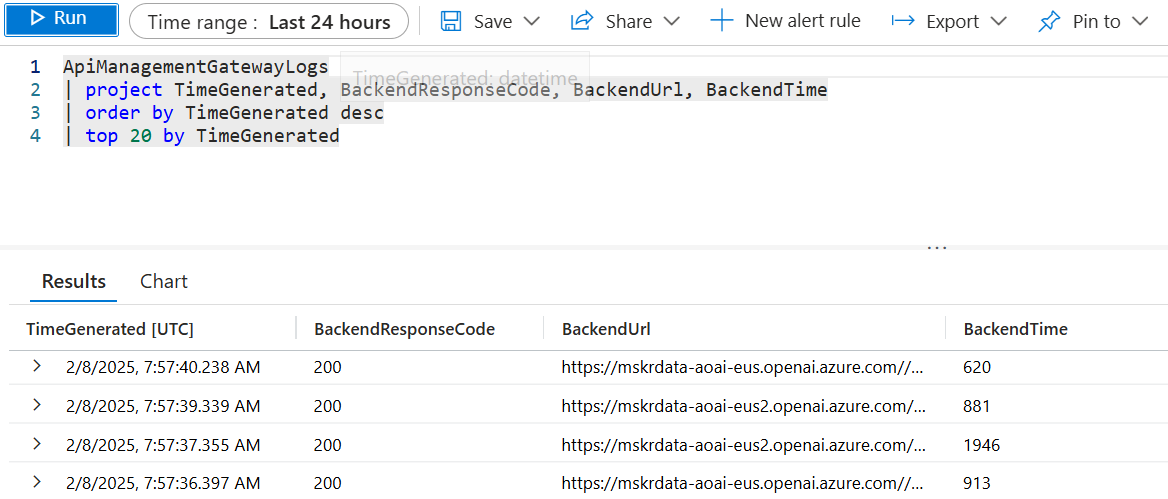 Run Time range : Last 24 hours Save Share New alert rule Export Pin to
1 ApiManagementGatewayLogs
TimeGenerated: datetime
2 | project TimeGenerated, BackendResponseCode, BackendUrl, BackendTime
3 | order by TimeGenerated desc
4 | top 20 by TimeGenerated
...
Results Chart
TimeGenerated [UTC] BackendResponseCode BackendUrl BackendTime
2/8/2025, 7:57:40.238 AM 200 https://mskrdata-aoai-eus.openai.azure.com//... 620
2/8/2025, 7:57:39.339 AM 200 https://mskrdata-aoai-eus2.openai.azure.com/... 881
2/8/2025, 7:57:37.355 AM 200 https://mskrdata-aoai-eus2.openai.azure.com/... 1946
2/8/2025, 7:57:36.397 AM 200 https://mskrdata-aoai-eus.openai.azure.com//... 913